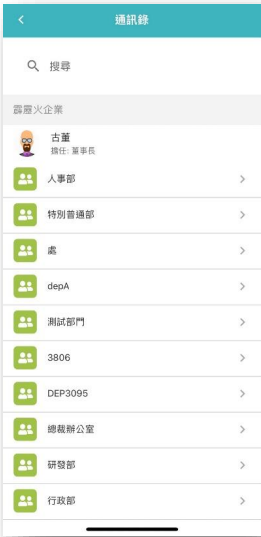 通訊錄
搜尋
霹靂火企業
古董
擔任: 董事長
人事部
特別普通部
處
depA
測試部門
3806
DEP3095
總裁辦公室
研發部
行政部